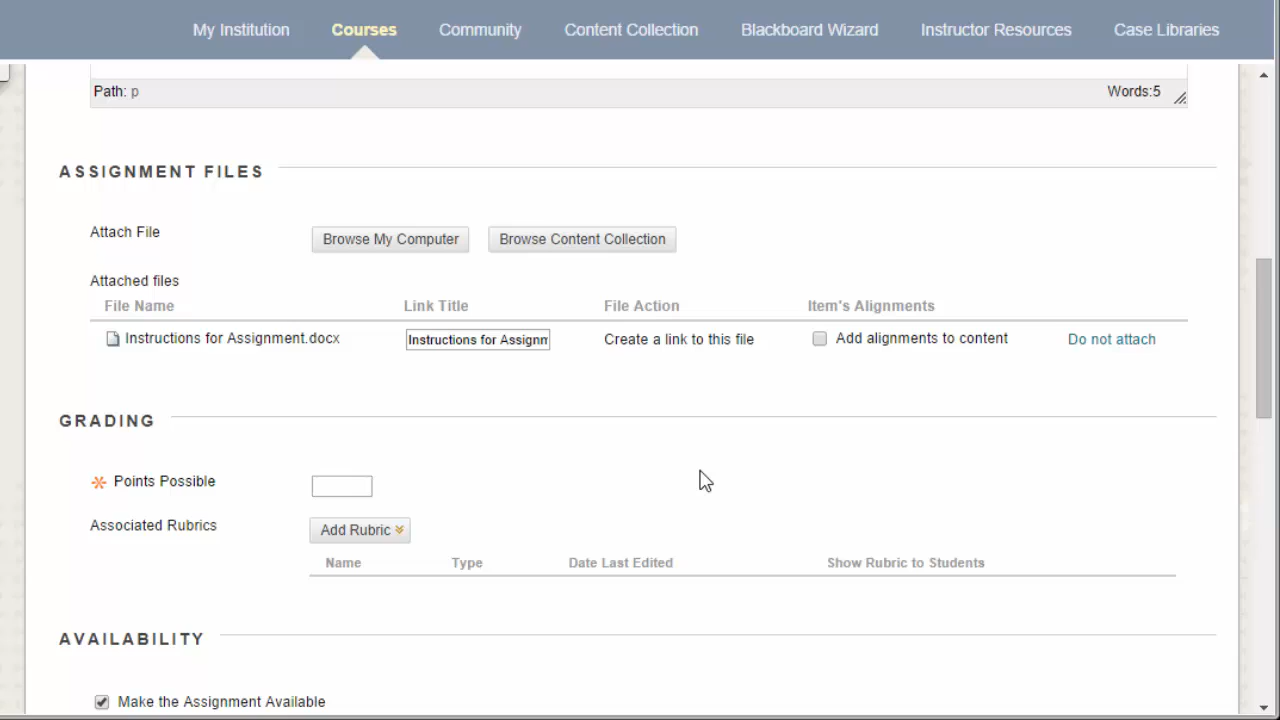 My Institution Courses Community Content Collection Blackboard Wizard Instructor Resources Case Libraries
Path: p Words:5
ASSIGNMENT FILES
Attach File Browse My Computer Browse Content Collection
Attached files
File Name Link Title File Action Item's Alignments
Instructions for Assignment.docx Instructions for Assignm Create a link to this file Add alignments to content Do not attach
GRADING
Points Possible
Associated Rubrics Add Rubric
Name Type Date Last Edited Show Rubric to Students
AVAILABILITY
Make the Assignment Available